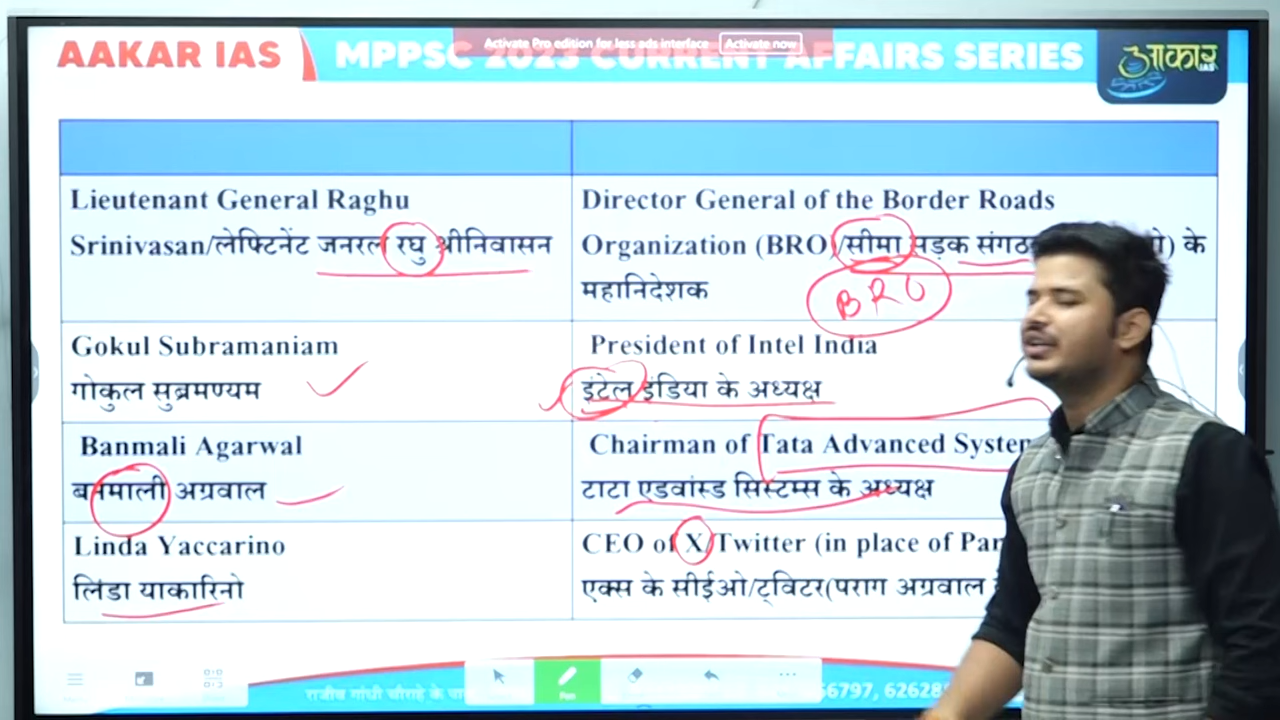 AAKAR IAS
MPPSC 2023 CURRENT AFFAIRS SERIES
Activate Pro edition for less ads interface Activate now
आकार
IAS
Lieutenant General Raghu
Srinivasan/लेफ्टिनेंट जनरल रघु श्रीनिवासन
Director General of the Border Roads
Organization (BRO)/सीमा सड़क के
महानिदेशक
BRO
Gokul Subramaniam
गोकुल सुब्रमण्यम
President of Intel India
इंटेल इंडिया के अध्यक्ष
Banmali Agarwal
बनमाली अग्रवाल
Chairman of Tata Advanced
टाटा एडवांस्ड सिस्टम्स के अध्यक्ष
Linda Yaccarino
लिंडा याकारिनो
CEO of X/Twitter (in place of
एक्स के सीईओ/ट्विटर(पराग अग्रवाल
Pen
राजीव गांधी चौराहे के
66797, 6262